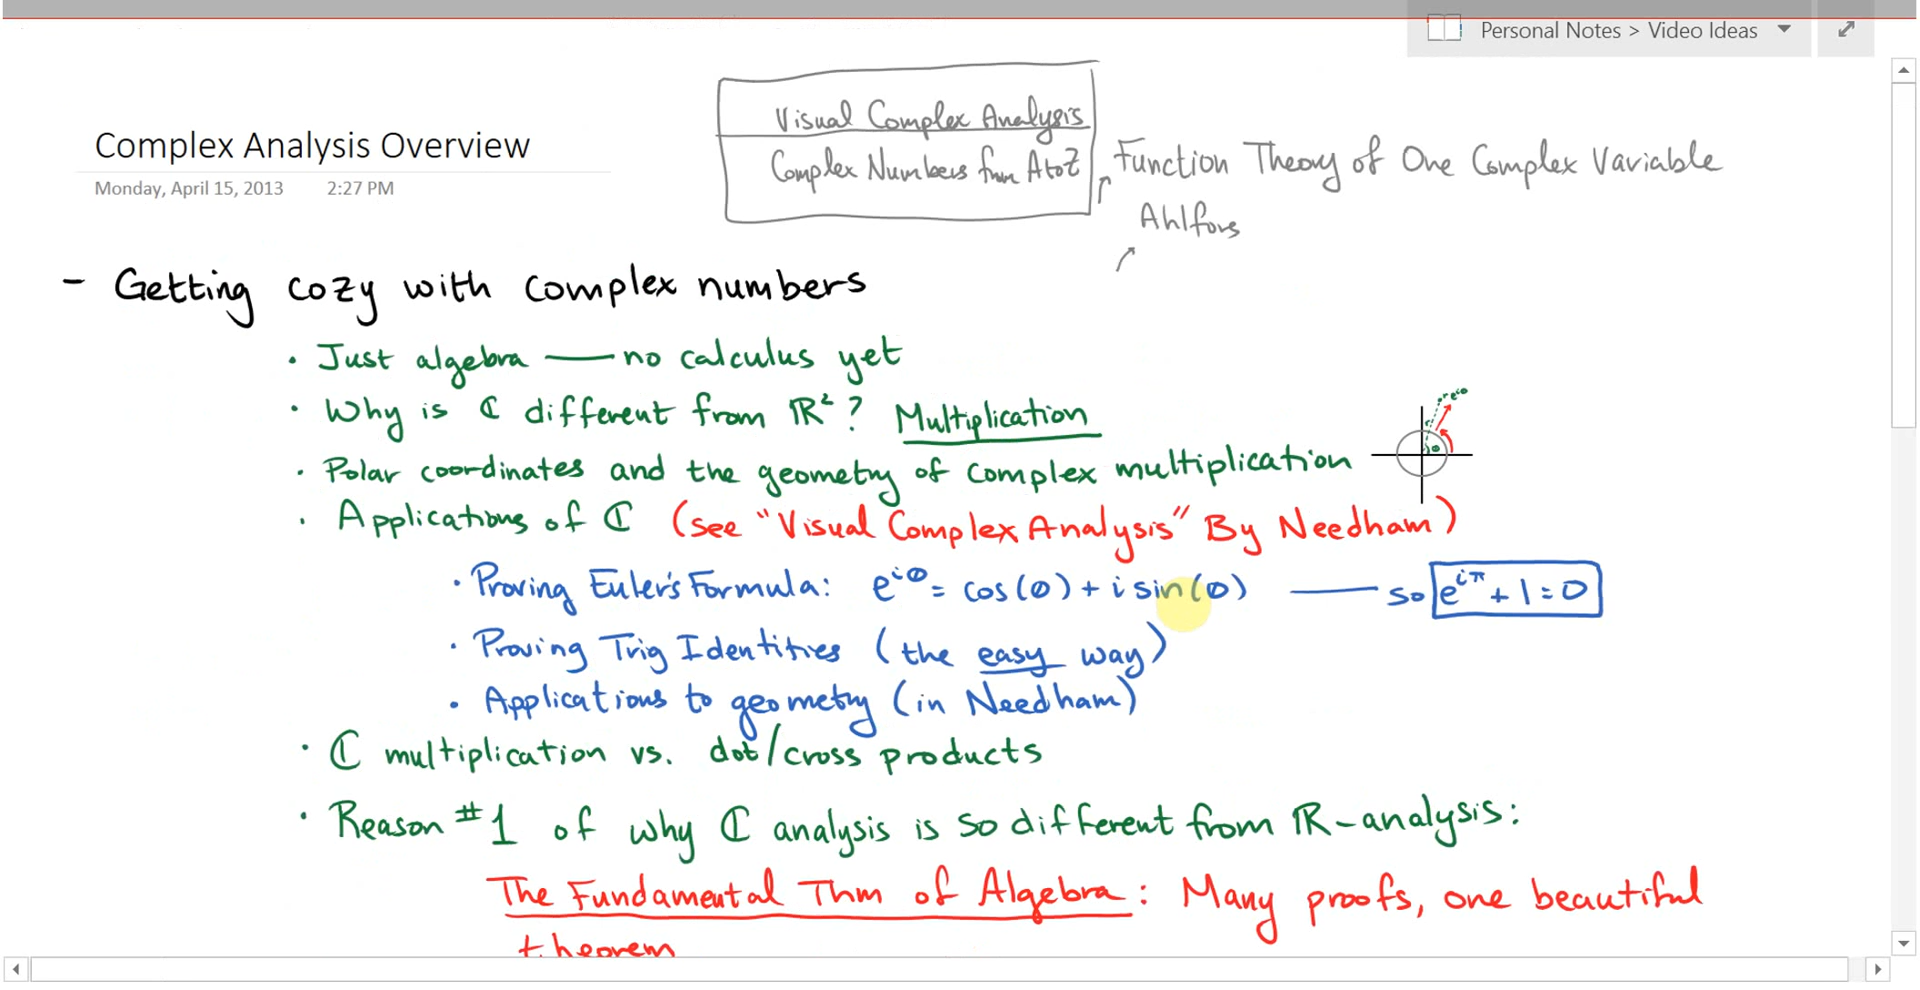 Personal Notes > Video Ideas
Visual Complex Analysis
Complex Numbers from A to Z
Function Theory of One Complex Variable
Ahlfors
Complex Analysis Overview
Monday, April 15, 2013 2:27 PM
- Getting cozy with complex numbers
• Just algebra — no calculus yet
• Why is ℂ different from ℝ²? Multiplication
• Polar coordinates and the geometry of complex multiplication
re^iθ
r
θ
• Applications of ℂ (see "Visual Complex Analysis" By Needham)
• Proving Euler's Formula: e^iθ = cos(θ) + i sin(θ) — so e^iπ + 1 = 0
• Proving Trig Identities (the easy way)
• Applications to geometry (in Needham)
• ℂ multiplication vs. dot/cross products
• Reason #1 of why ℂ analysis is so different from ℝ-analysis:
The Fundamental Thm of Algebra: Many proofs, one beautiful
theorem